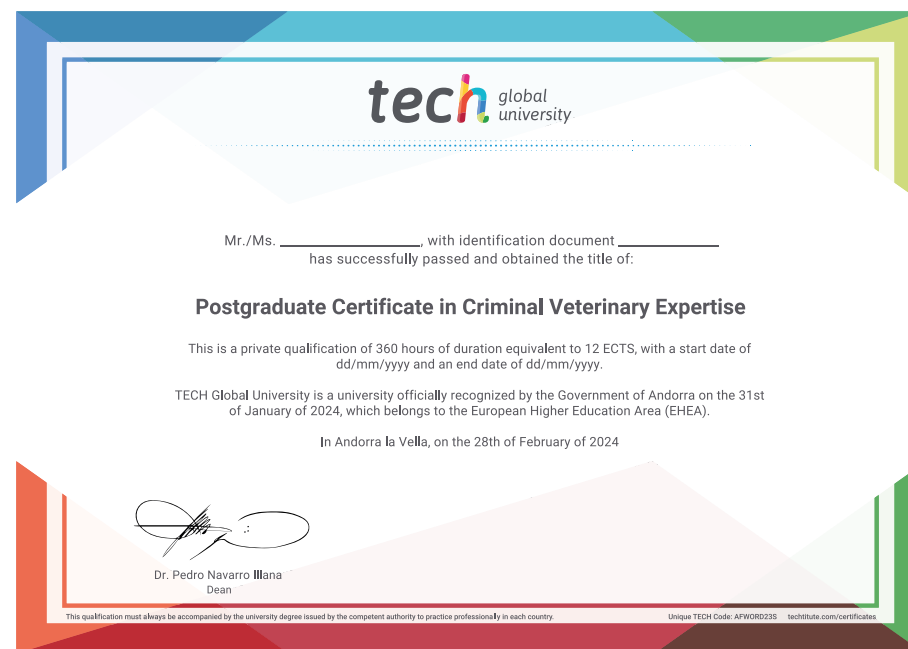 tech global university
Mr./Ms. ____________________, with identification document ______________
has successfully passed and obtained the title of:
Postgraduate Certificate in Criminal Veterinary Expertise
This is a private qualification of 360 hours of duration equivalent to 12 ECTS, with a start date of
dd/mm/yyyy and an end date of dd/mm/yyyy.
TECH Global University is a university officially recognized by the Government of Andorra on the 31st
of January of 2024, which belongs to the European Higher Education Area (EHEA).
In Andorra la Vella, on the 28th of February of 2024
Dr. Pedro Navarro Illana
Dean
This qualification must always be accompanied by the university degree issued by the competent authority to practice professionally in each country.
Unique TECH Code: AFWORD23S techtitute.com/certificates